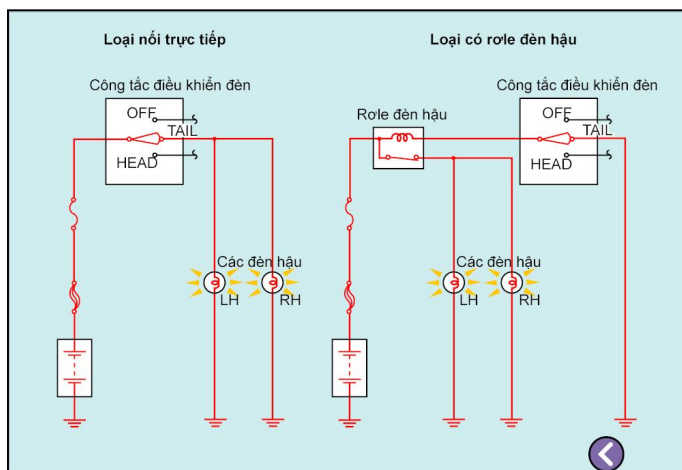 Loại nối trực tiếp
Công tắc điều khiển đèn
OFF
TAIL
HEAD
Các đèn hậu
LH
RH
Loại có rơle đèn hậu
Công tắc điều khiển đèn
Rơle đèn hậu
OFF
TAIL
HEAD
Các đèn hậu
LH
RH